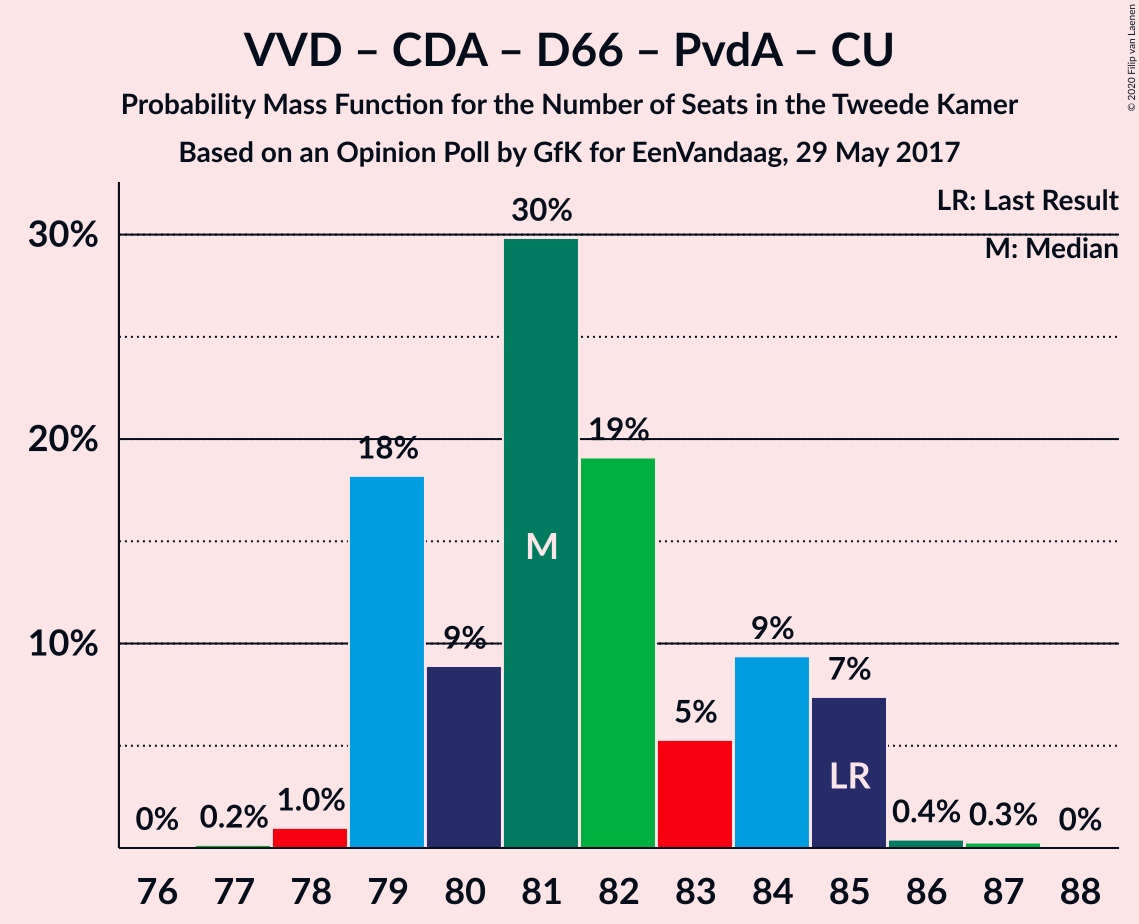 VVD – CDA – D66 – PvdA – CU
Probability Mass Function for the Number of Seats in the Tweede Kamer
Based on an Opinion Poll by GfK for EenVandaag, 29 May 2017
© 2020 Filip van Laenen
LR: Last Result
M: Median
30%
20%
10%
0%
0.2%
1.0%
18%
9%
30%
19%
5%
9%
7%
0.4%
0.3%
0%
M
LR
76 77 78 79 80 81 82 83 84 85 86 87 88